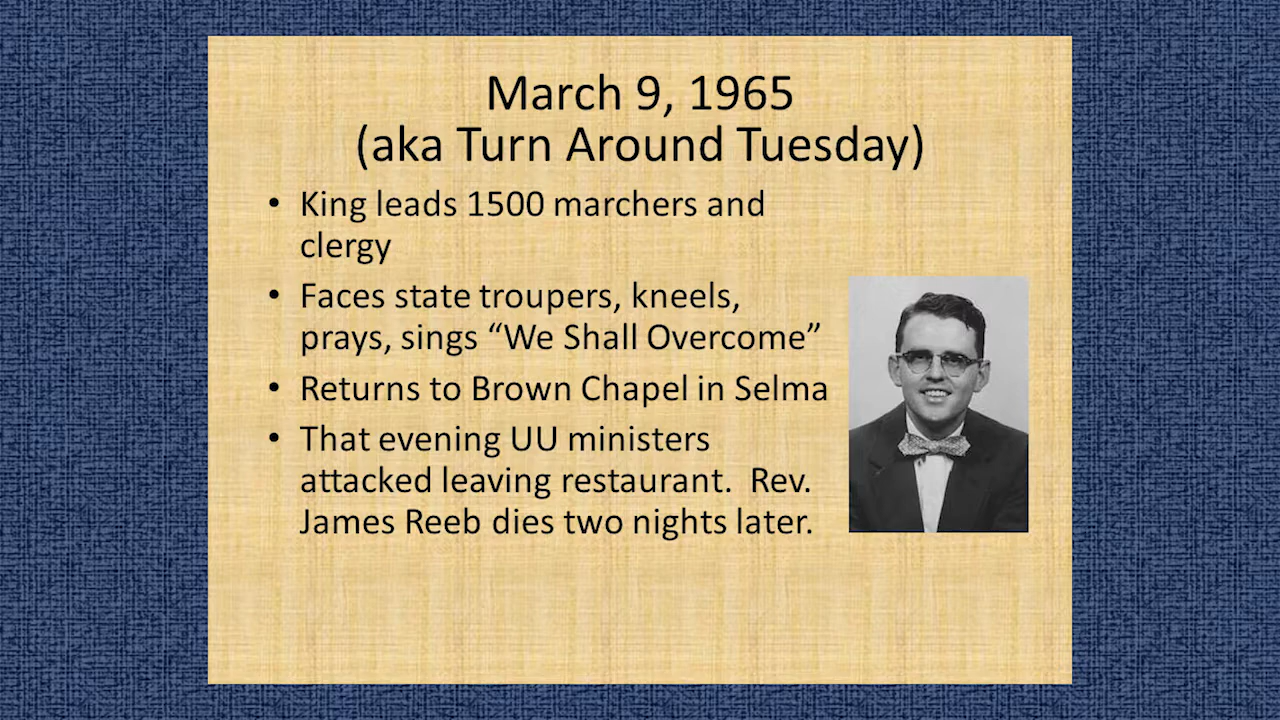 March 9, 1965
(aka Turn Around Tuesday)
• King leads 1500 marchers and
clergy
• Faces state troupers, kneels,
prays, sings “We Shall Overcome”
• Returns to Brown Chapel in Selma
• That evening UU ministers
attacked leaving restaurant.  Rev.
James Reeb dies two nights later.